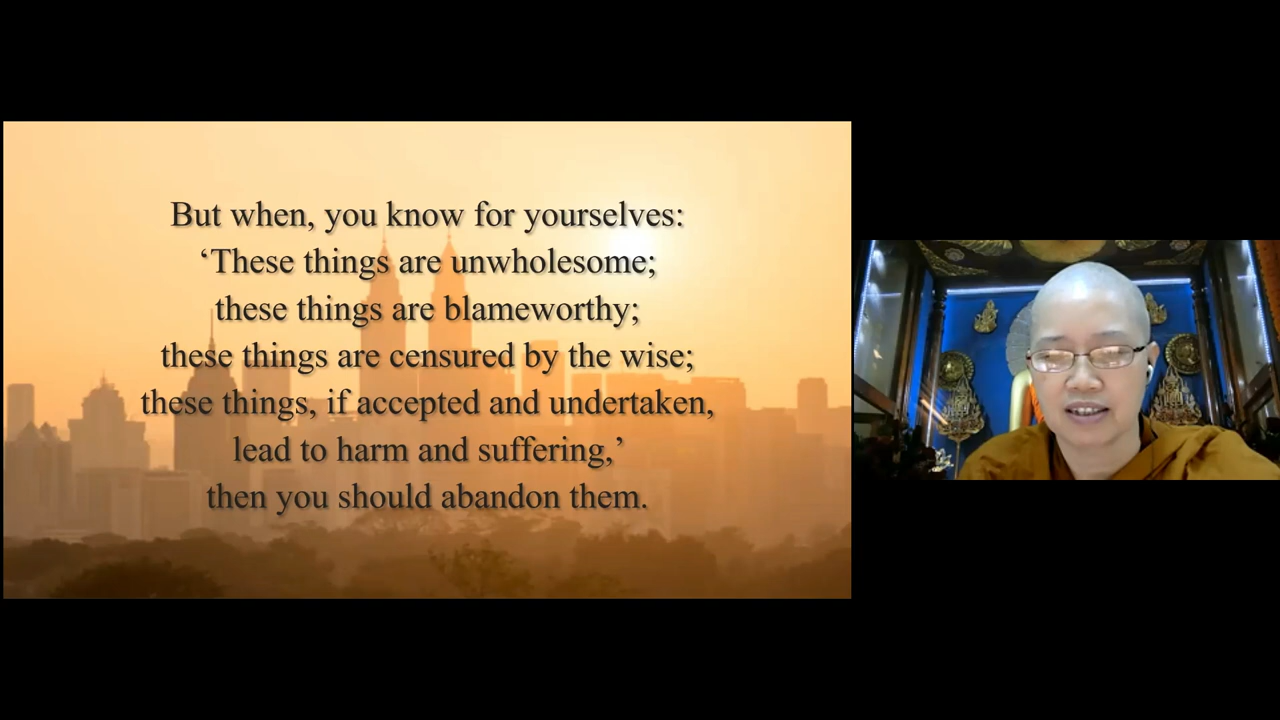 But when, you know for yourselves:
‘These things are unwholesome;
these things are blameworthy;
these things are censured by the wise;
these things, if accepted and undertaken,
lead to harm and suffering,’
then you should abandon them.